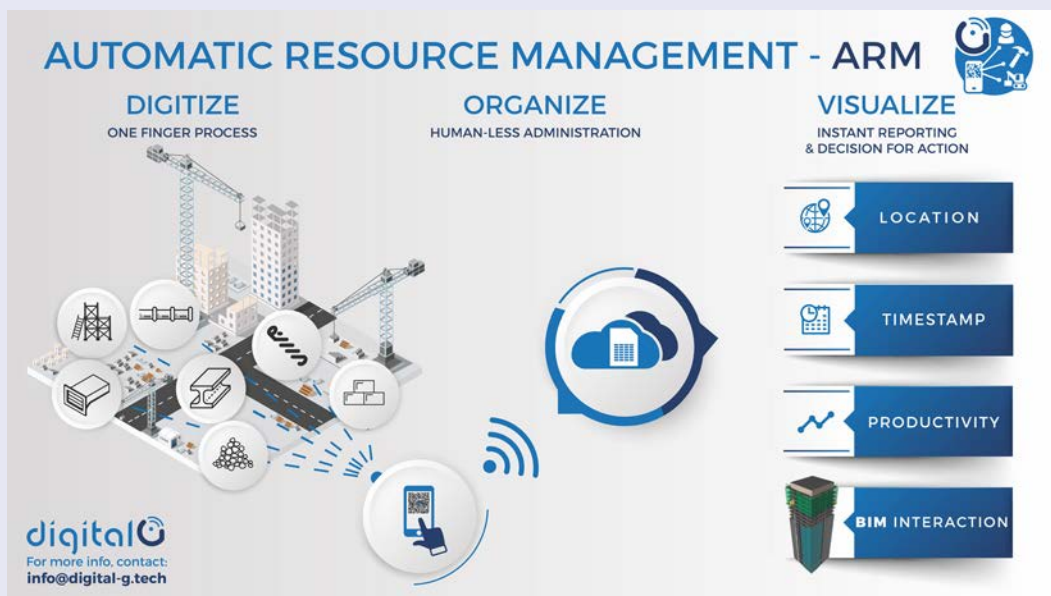 AUTOMATIC RESOURCE MANAGEMENT - ARM
DIGITIZE
ONE FINGER PROCESS
ORGANIZE
HUMAN-LESS ADMINISTRATION
VISUALIZE
INSTANT REPORTING
& DECISION FOR ACTION
LOCATION
TIMESTAMP
PRODUCTIVITY
BIM INTERACTION
digitalG
For more info, contact:
info@digital-g.tech